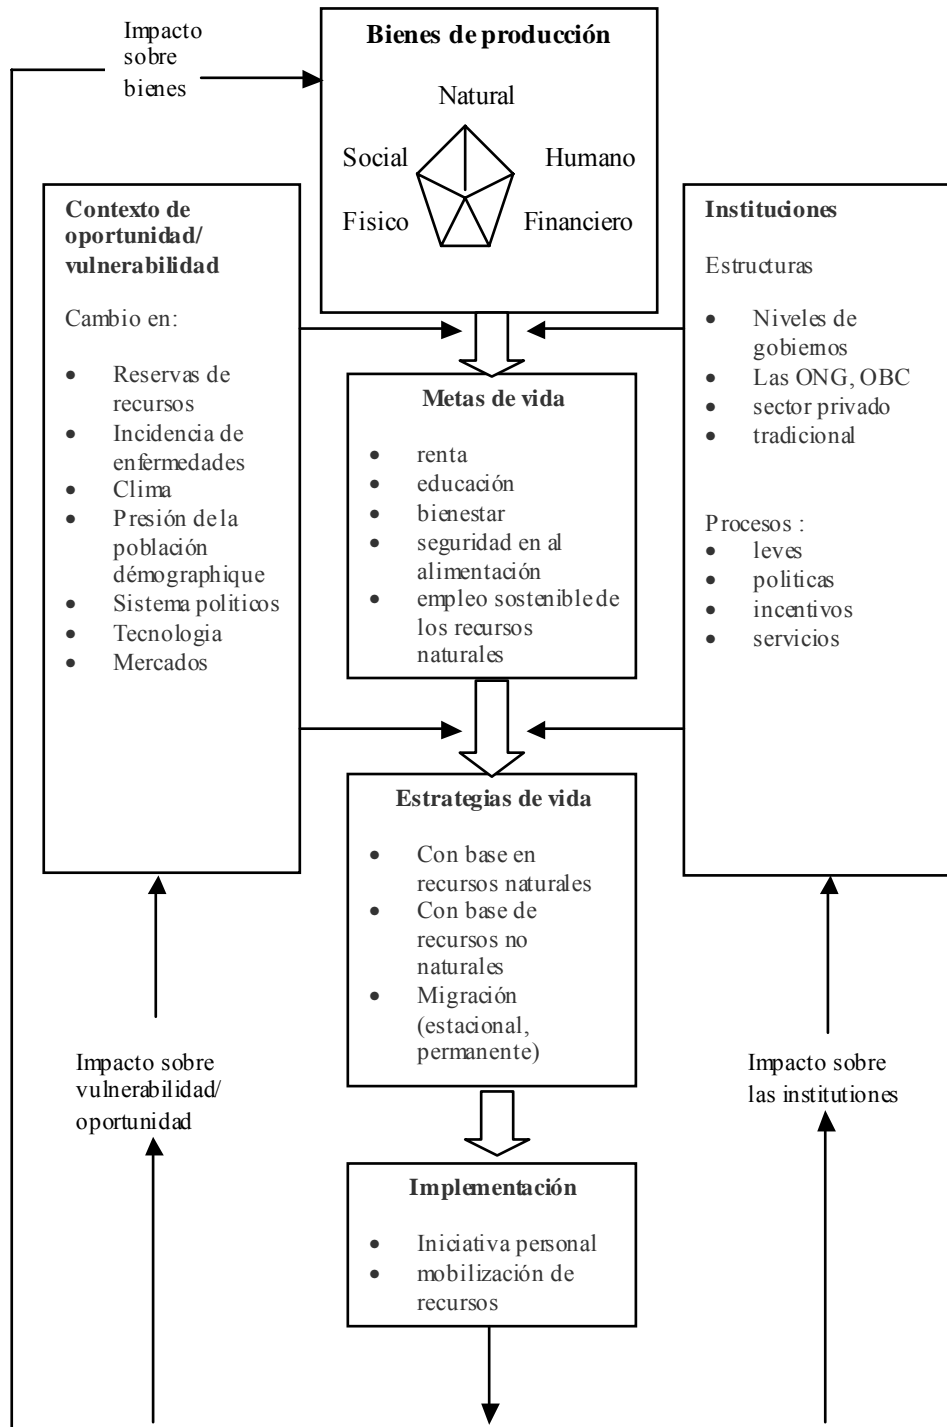 Impacto
sobre
bienes
Bienes de producción
Natural
Social
Humano
Fisico
Financiero
Contexto de
oportunidad/
vulnerabilidad
Cambio en:
• Reservas de
recursos
• Incidencia de
enfermedades
• Clima
• Presión de la
población
démographique
• Sistema politicos
• Tecnologia
• Mercados
Instituciones
Estructuras
• Niveles de
gobiernos
• Las ONG, OBC
• sector privado
• tradicional
Procesos :
• leves
• politicas
• incentivos
• servicios
Metas de vida
• renta
• educación
• bienestar
• seguridad en al
alimentación
• empleo sostenible de
los recursos
naturales
Estrategias de vida
• Con base en
recursos naturales
• Con base de
recursos no
naturales
• Migración
(estacional,
permanente)
Impacto sobre
vulnerabilidad/
oportunidad
Impacto sobre
las institutiones
Implementación
• Iniciativa personal
• mobilización de
recursos